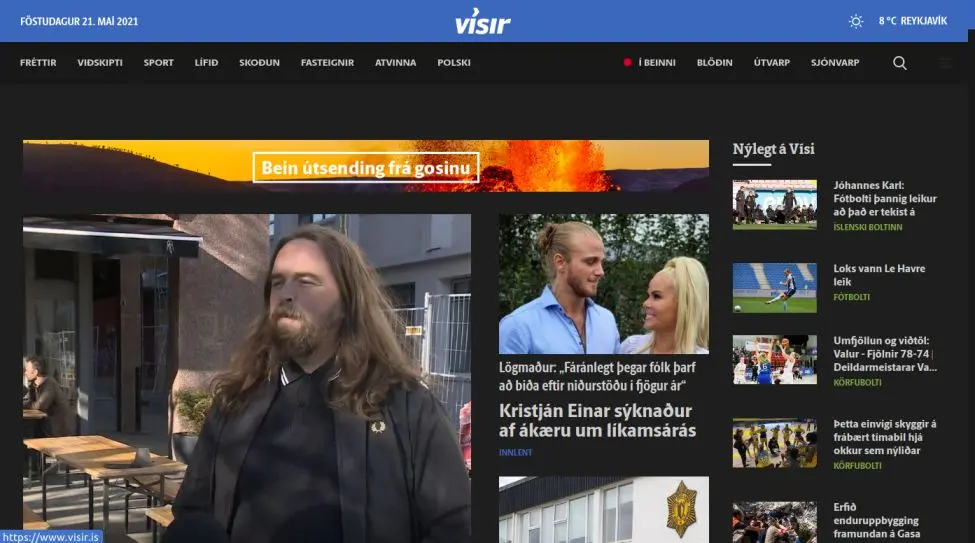 FÖSTUDAGUR 21. MAÍ 2021
vísir
8 °C REYKJAVÍK
FRÉTTIR VIÐSKIPTI SPORT LÍFIÐ SKOÐUN FASTEIGNIR ATVINNA PÓLSKI
Í BEINNI BLÖÐIN ÚTVARP SJÓNVARP
Bein útsending frá gosinu
Lögmaður: „Fáránlegt þegar fólk þarf
að bíða eftir niðurstöðu í fjögur ár“
Kristján Einar sýknaður
af ákæru um líkamsárás
INNLENT
Nýlegt á Vísi
Jóhannes Karl:
Fótbolti þannig leikur
að það er tekist á
ÍSLENSKI BOLTINN
Loks vann Le Havre
leik
FÓTBOLTI
Umfjöllun og viðtöl:
Valur - Fjölnir 78-74 |
Deildarmeistarar Va...
KÖRFUBOLTI
Þetta einvígi skyggir á
frábært tímabil hjá
okkur sem nýliðar
KÖRFUBOLTI
Erfið
enduruppbygging
framundan á Gasa
https://www.visir.is